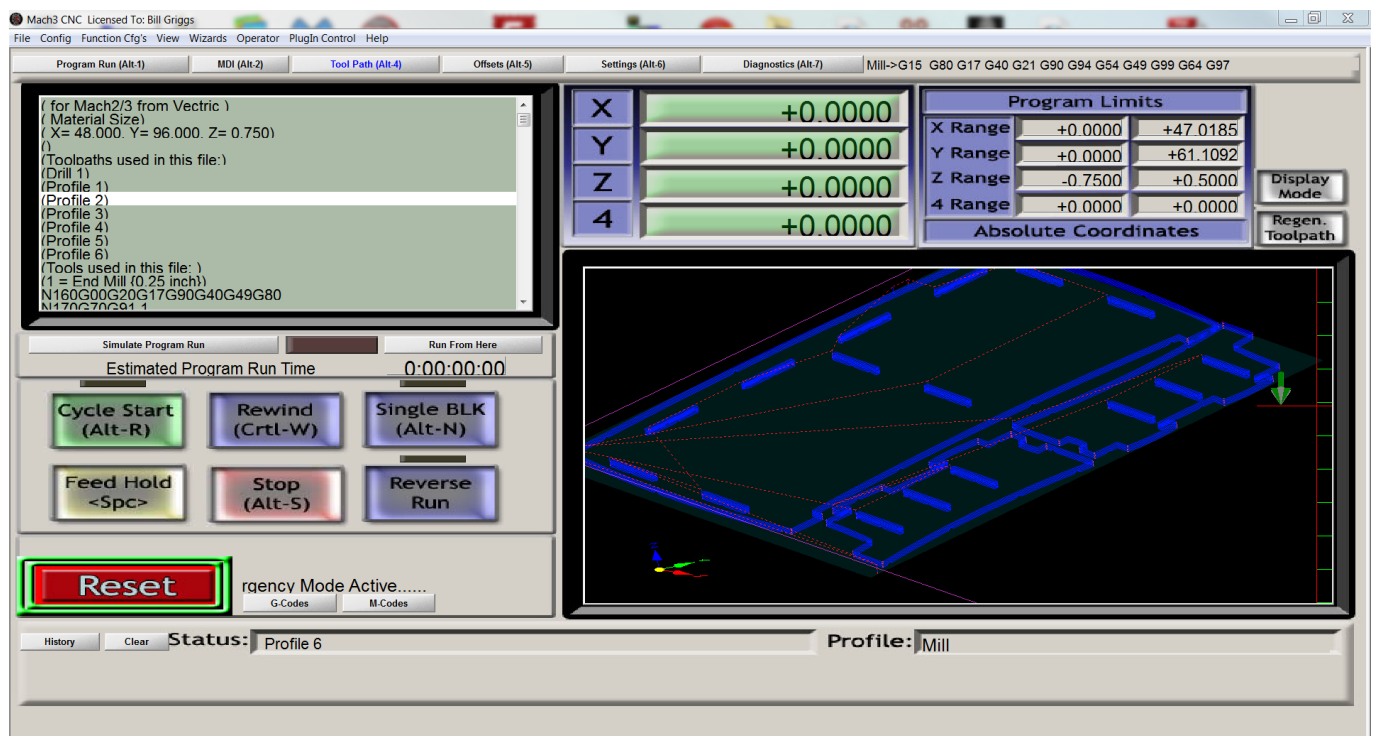 Mach3 CNC Licensed To: Bill Griggs
File Config Function Cfg's View Wizards Operator PlugIn Control Help
Program Run (Alt-1) MDI (Alt-2) Tool Path (Alt-4) Offsets (Alt-5) Settings (Alt-6) Diagnostics (Alt-7) Mill->G15 G80 G17 G40 G21 G90 G94 G54 G49 G99 G64 G97
( for Mach2/3 from Vectric )
( Material Size)
( X= 48.000, Y= 96.000, Z= 0.750)
()
(Toolpaths used in this file:)
(Drill 1)
(Profile 1)
(Profile 2)
(Profile 3)
(Profile 4)
(Profile 5)
(Profile 6)
(Tools used in this file: )
(1 = End Mill {0.25 inch})
N160G00G20G17G90G40G49G80
N170G70G91.1
X +0.0000
Y +0.0000
Z +0.0000
4 +0.0000
Program Limits
X Range +0.0000 +47.0185
Y Range +0.0000 +61.1092
Z Range -0.7500 +0.5000
4 Range +0.0000 +0.0000
Absolute Coordinates
Display
Mode
Regen.
Toolpath
Simulate Program Run Run From Here
Estimated Program Run Time 0:00:00:00
Cycle Start
(Alt-R)
Rewind
(Crtl-W)
Single BLK
(Alt-N)
Feed Hold
<Spc>
Stop
(Alt-S)
Reverse
Run
Reset
rgency Mode Active......
G-Codes M-Codes
History Clear Status: Profile 6 Profile: Mill